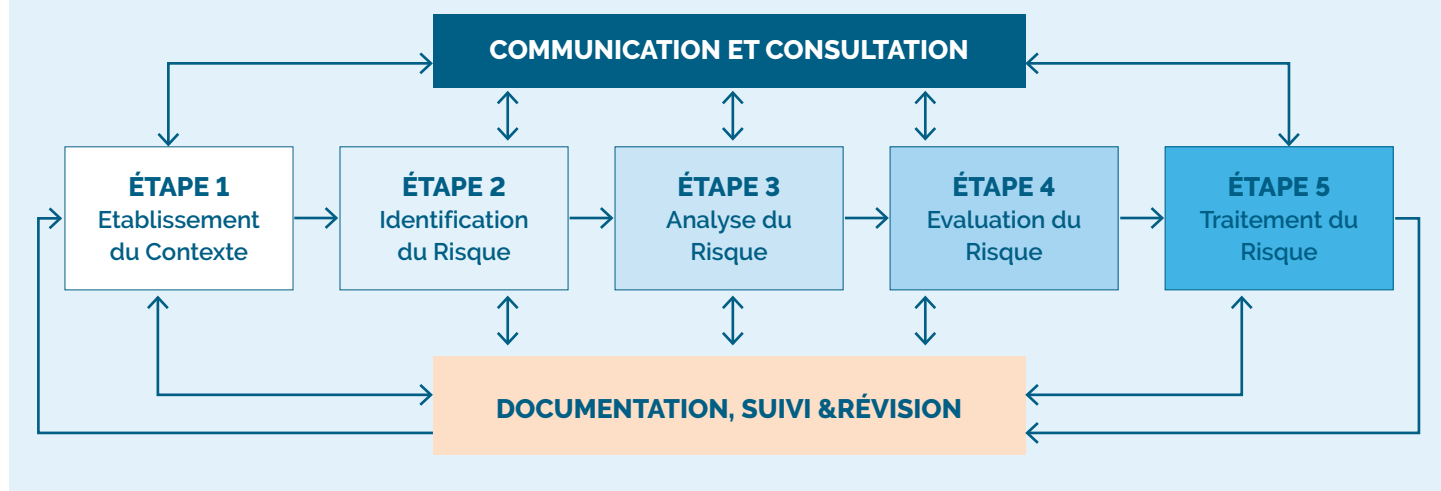 COMMUNICATION ET CONSULTATION
ÉTAPE 1
Etablissement
du Contexte
ÉTAPE 2
Identification
du Risque
ÉTAPE 3
Analyse du
Risque
ÉTAPE 4
Evaluation du
Risque
ÉTAPE 5
Traitement du
Risque
DOCUMENTATION, SUIVI &RÉVISION